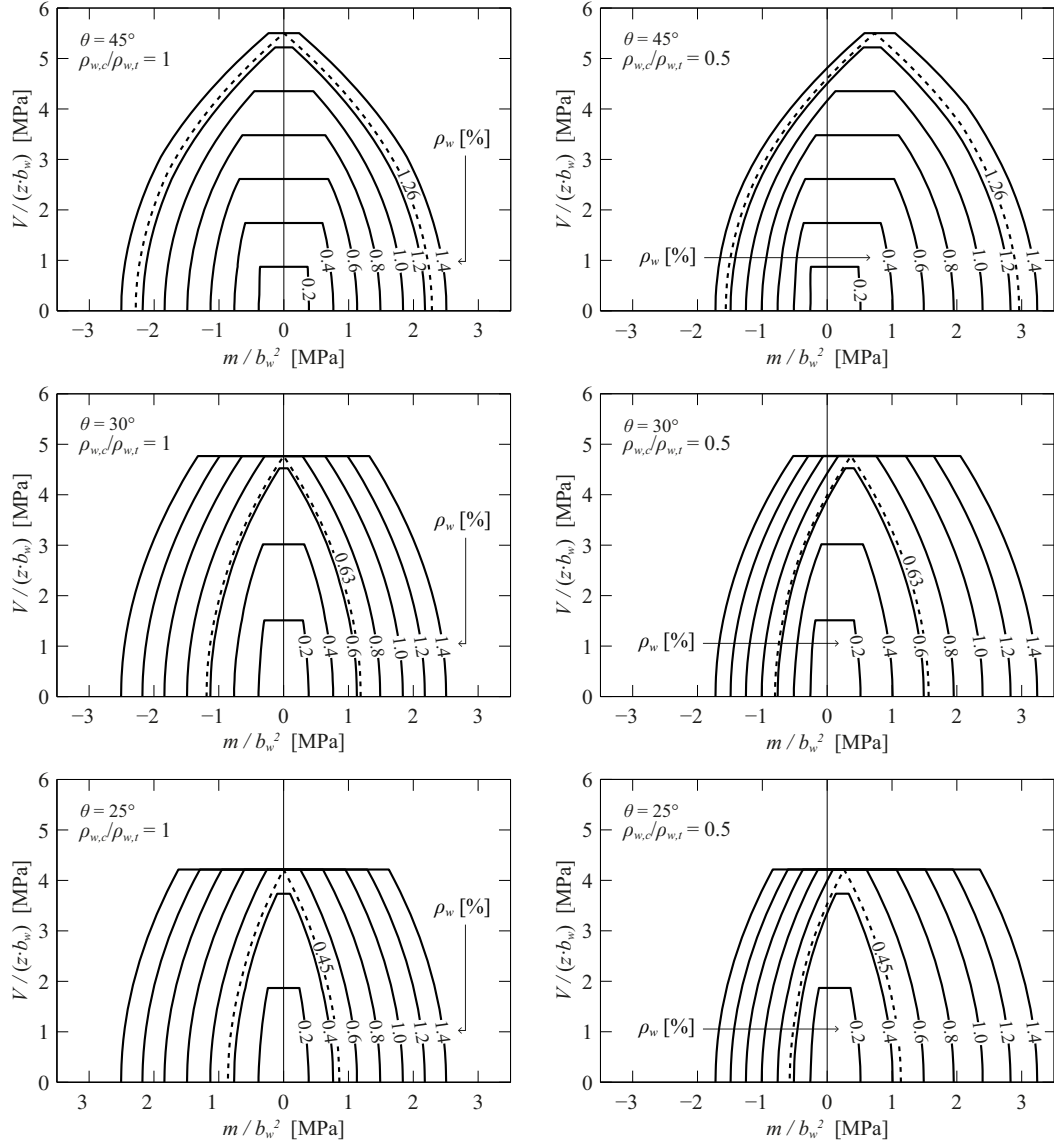 θ = 45°
ρw,c/ρw,t = 1
ρw [%]
1.26
0.2
0.4
0.6
0.8
1.0
1.2
1.4
6
5
4
3
2
1
0
V / (z·bw) [MPa]
−3 −2 −1 0 1 2 3
m / bw² [MPa]
θ = 45°
ρw,c/ρw,t = 0.5
ρw [%]
1.26
0.2
0.4
0.6
0.8
1.0
1.2
1.4
6
5
4
3
2
1
0
V / (z·bw) [MPa]
−3 −2 −1 0 1 2 3
m / bw² [MPa]
θ = 30°
ρw,c/ρw,t = 1
ρw [%]
0.63
0.2
0.4
0.6
0.8
1.0
1.2
1.4
6
5
4
3
2
1
0
V / (z·bw) [MPa]
−3 −2 −1 0 1 2 3
m / bw² [MPa]
θ = 30°
ρw,c/ρw,t = 0.5
ρw [%]
0.63
0.2
0.4
0.6
0.8
1.0
1.2
1.4
6
5
4
3
2
1
0
V / (z·bw) [MPa]
−3 −2 −1 0 1 2 3
m / bw² [MPa]
θ = 25°
ρw,c/ρw,t = 1
ρw [%]
0.45
0.2
0.4
0.6
0.8
1.0
1.2
1.4
6
5
4
3
2
1
0
V / (z·bw) [MPa]
3 2 −1 0 1 2 3
m / bw² [MPa]
θ = 25°
ρw,c/ρw,t = 0.5
ρw [%]
0.45
0.2
0.4
0.6
0.8
1.0
1.2
1.4
6
5
4
3
2
1
0
V / (z·bw) [MPa]
−3 −2 −1 0 1 2 3
m / bw² [MPa]